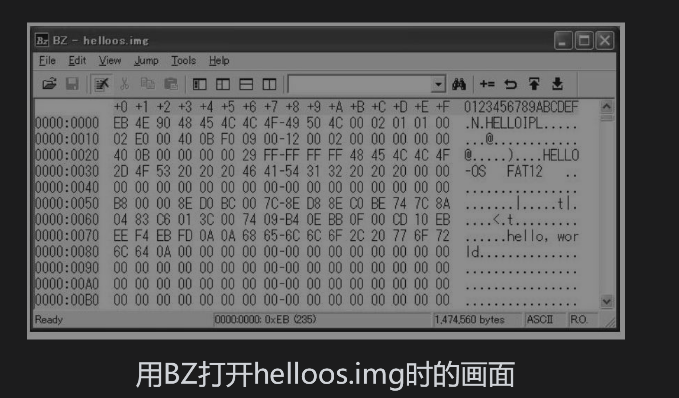 BZ - helloos.img
File Edit View Jump Tools Help
+0 +1 +2 +3 +4 +5 +6 +7 +8 +9 +A +B +C +D +E +F 0123456789ABCDEF
0000:0000 EB 4E 90 48 45 4C 4C 4F-49 50 4C 00 02 01 01 00 .N.HELLOIPL.....
0000:0010 02 E0 00 40 0B F0 09 00-12 00 02 00 00 00 00 00 ...@............
0000:0020 40 0B 00 00 00 00 29 FF-FF FF FF 48 45 4C 4C 4F @.....)....HELLO
0000:0030 2D 4F 53 20 20 20 46 41-54 31 32 20 20 20 00 00 -OS FAT12 ..
0000:0040 00 00 00 00 00 00 00 00-00 00 00 00 00 00 00 00 ................
0000:0050 B8 00 00 8E D0 BC 00 7C-8E D8 8E C0 BE 74 7C 8A .......|.....t|.
0000:0060 04 83 C6 01 3C 00 74 09-B4 0E BB 0F 00 CD 10 EB ....<.t.........
0000:0070 EE F4 EB FD 0A 0A 68 65-6C 6C 6F 2C 20 77 6F 72 ......hello, wor
0000:0080 6C 64 0A 00 00 00 00 00-00 00 00 00 00 00 00 00 ld..............
0000:0090 00 00 00 00 00 00 00 00-00 00 00 00 00 00 00 00 ................
0000:00A0 00 00 00 00 00 00 00 00-00 00 00 00 00 00 00 00 ................
0000:00B0 00 00 00 00 00 00 00 00-00 00 00 00 00 00 00 00 ................
Ready 0000:0000: 0xEB (235) 1,474,560 bytes ASCII R.O.
用BZ打开helloos.img时的画面